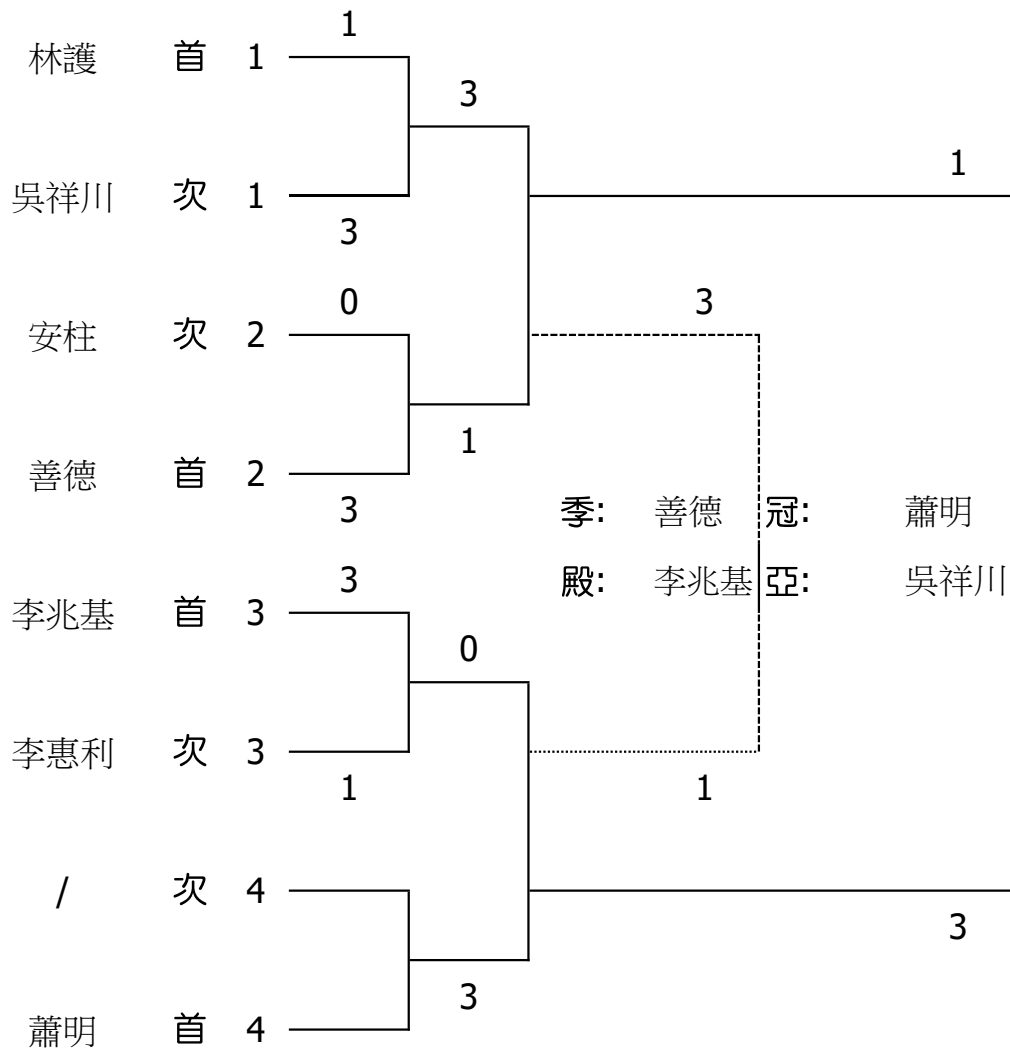 1
林護 首 1
3
吳祥川 次 1
1
3
0
安柱 次 2
3
1
善德 首 2
3
季: 善德 冠: 蕭明
殿: 李兆基 亞: 吳祥川
3
李兆基 首 3
0
李惠利 次 3
1
1
/ 次 4
3
3
蕭明 首 4